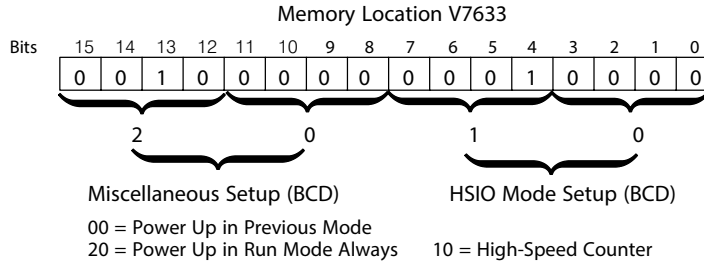 Memory Location V7633
Bits 15 14 13 12 11 10 9 8 7 6 5 4 3 2 1 0
0 0 1 0 0 0 0 0 0 0 0 1 0 0 0 0
2 0 1 0
Miscellaneous Setup (BCD) HSIO Mode Setup (BCD)
00 = Power Up in Previous Mode
20 = Power Up in Run Mode Always 10 = High-Speed Counter